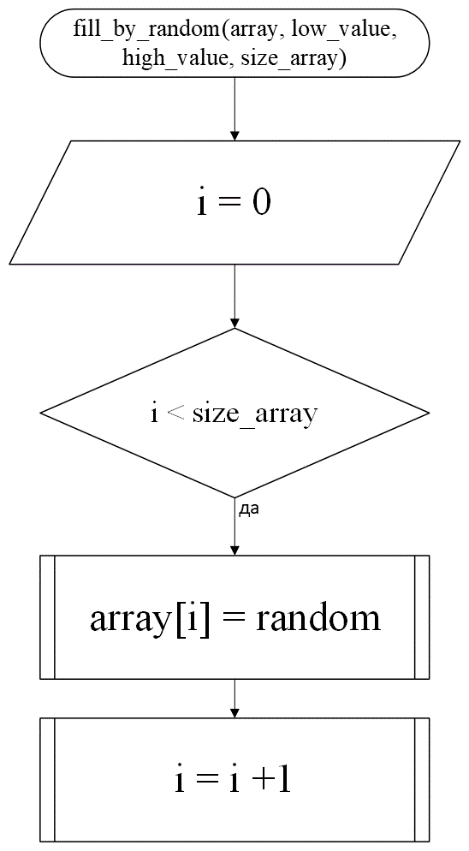 fill_by_random(array, low_value,
high_value, size_array)
i = 0
i < size_array
да
array[i] = random
i = i +1